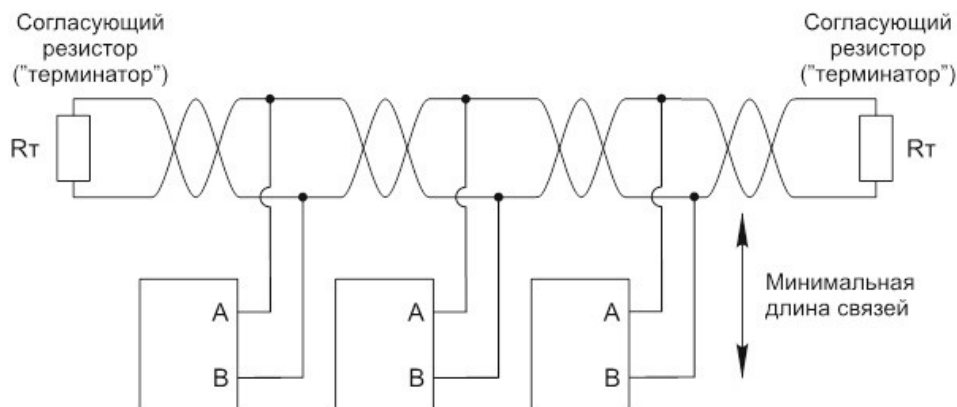 Согласующий
резистор
("терминатор")
Согласующий
резистор
("терминатор")
Rт
Rт
A
B
A
B
A
B
Минимальная
длина связей